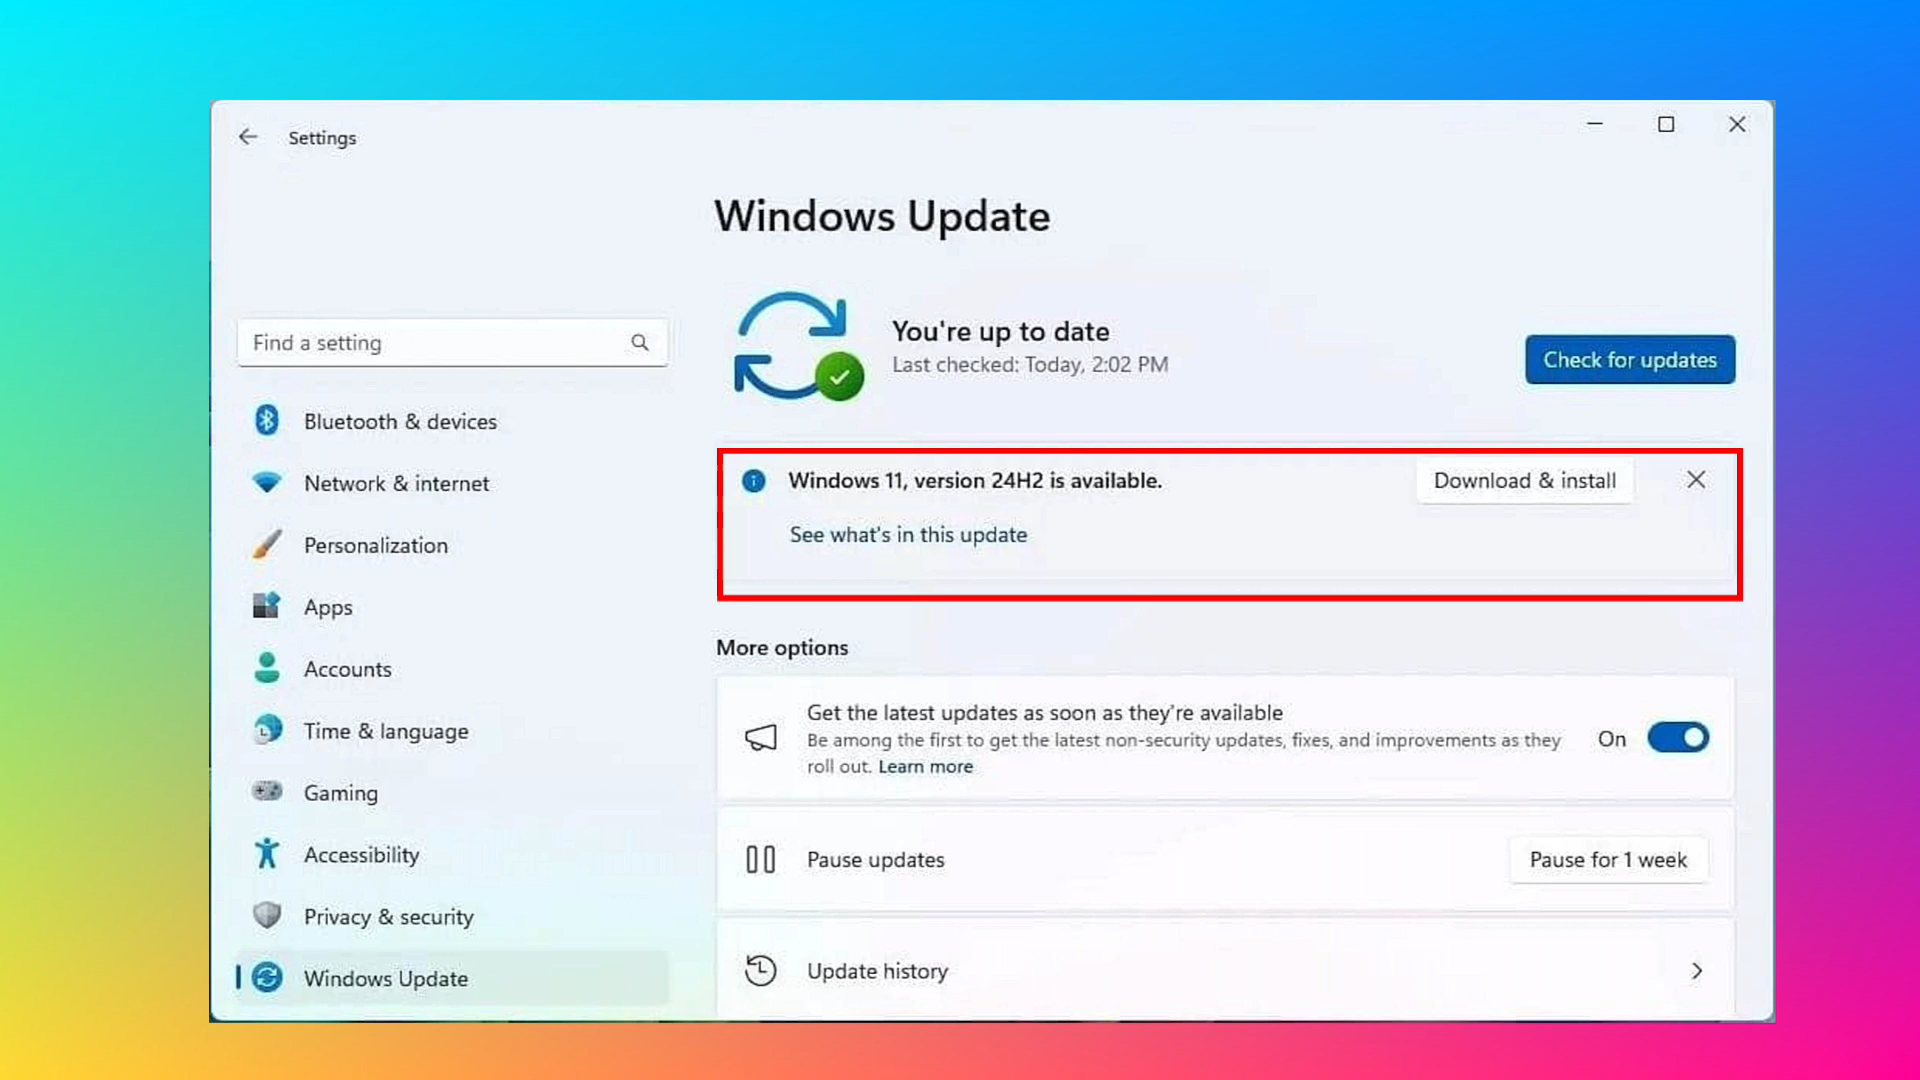 Settings
Windows Update
You're up to date
Last checked: Today, 2:02 PM
Check for updates
Find a setting
Bluetooth & devices
Network & internet
Personalization
Apps
Accounts
Time & language
Gaming
Accessibility
Privacy & security
Windows Update
Windows 11, version 24H2 is available.
Download & install
See what's in this update
More options
Get the latest updates as soon as they're available
Be among the first to get the latest non-security updates, fixes, and improvements as they
roll out. Learn more
On
Pause updates
Pause for 1 week
Update history